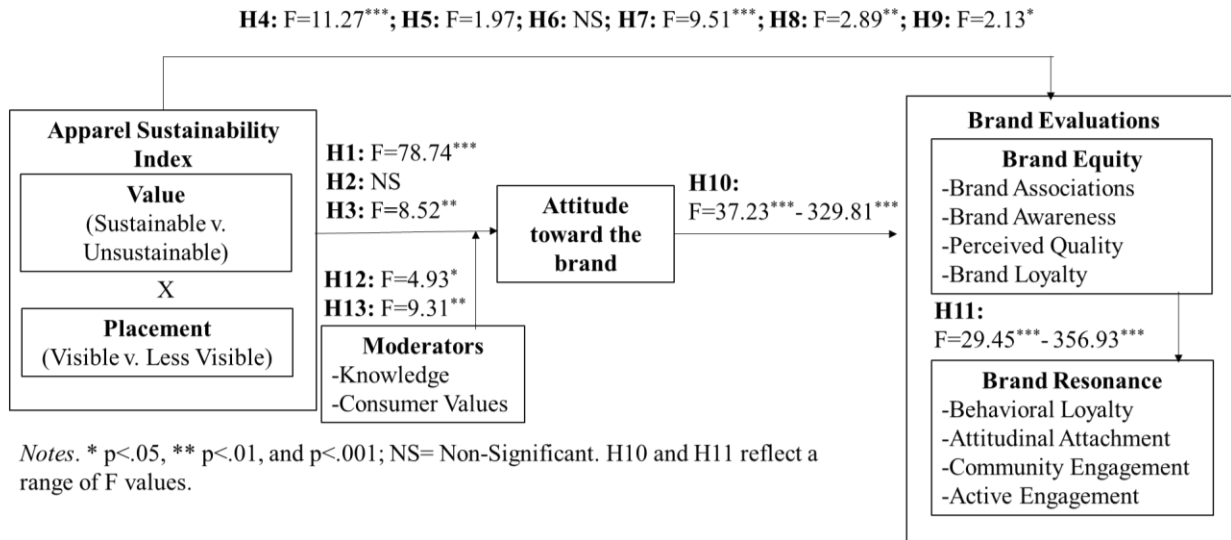 H4: F=11.27***; H5: F=1.97; H6: NS; H7: F=9.51***; H8: F=2.89**; H9: F=2.13*
Apparel Sustainability
Index
Value
(Sustainable v.
Unsustainable)
X
Placement
(Visible v. Less Visible)
H1: F=78.74***
H2: NS
H3: F=8.52**
H12: F=4.93*
H13: F=9.31**
Moderators
-Knowledge
-Consumer Values
Attitude
toward the
brand
H10:
F=37.23***- 329.81***
Brand Evaluations
Brand Equity
-Brand Associations
-Brand Awareness
-Perceived Quality
-Brand Loyalty
H11:
F=29.45***- 356.93***
Brand Resonance
-Behavioral Loyalty
-Attitudinal Attachment
-Community Engagement
-Active Engagement
Notes. * p<.05, ** p<.01, and p<.001; NS= Non-Significant. H10 and H11 reflect a
range of F values.